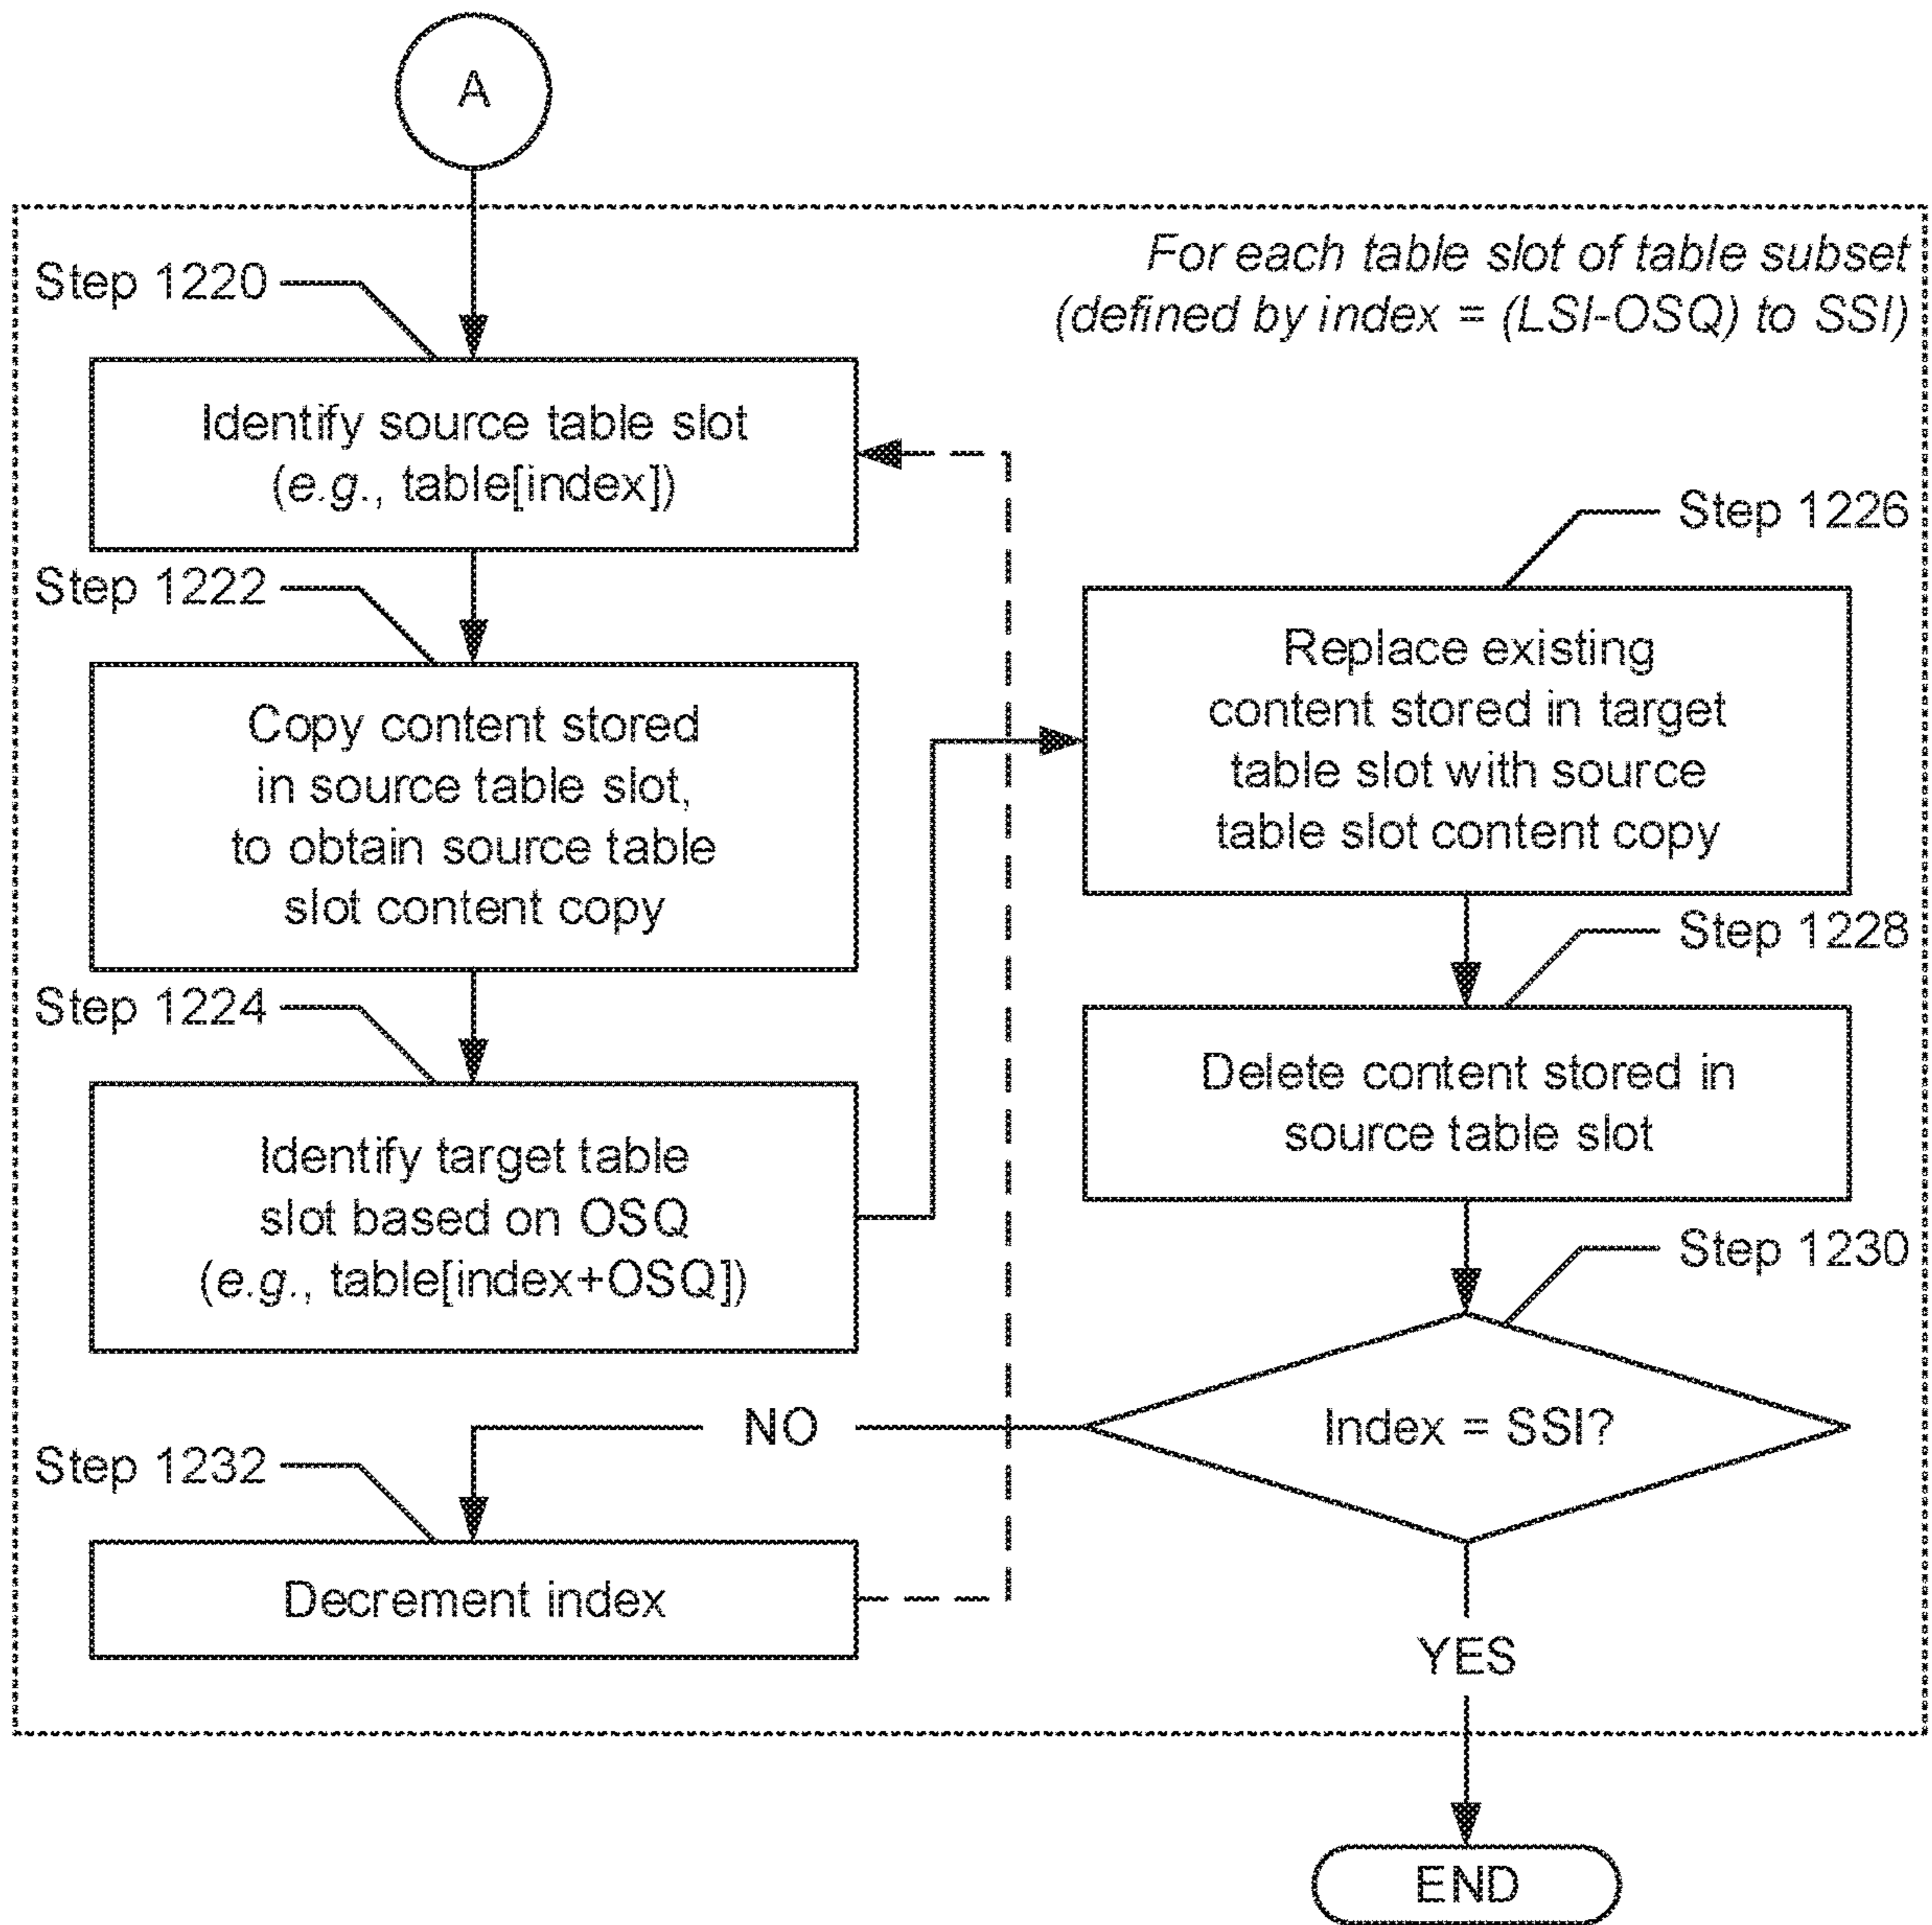 A
For each table slot of table subset
(defined by index = (LSI-OSQ) to SSI)
Step 1220
Identify source table slot
(e.g., table[index])
Step 1222
Copy content stored
in source table slot,
to obtain source table
slot content copy
Step 1224
Identify target table
slot based on OSQ
(e.g., table[index+OSQ])
Step 1226
Replace existing
content stored in target
table slot with source
table slot content copy
Step 1228
Delete content stored in
source table slot
Step 1230
Index = SSI?
NO
Step 1232
Decrement index
YES
END